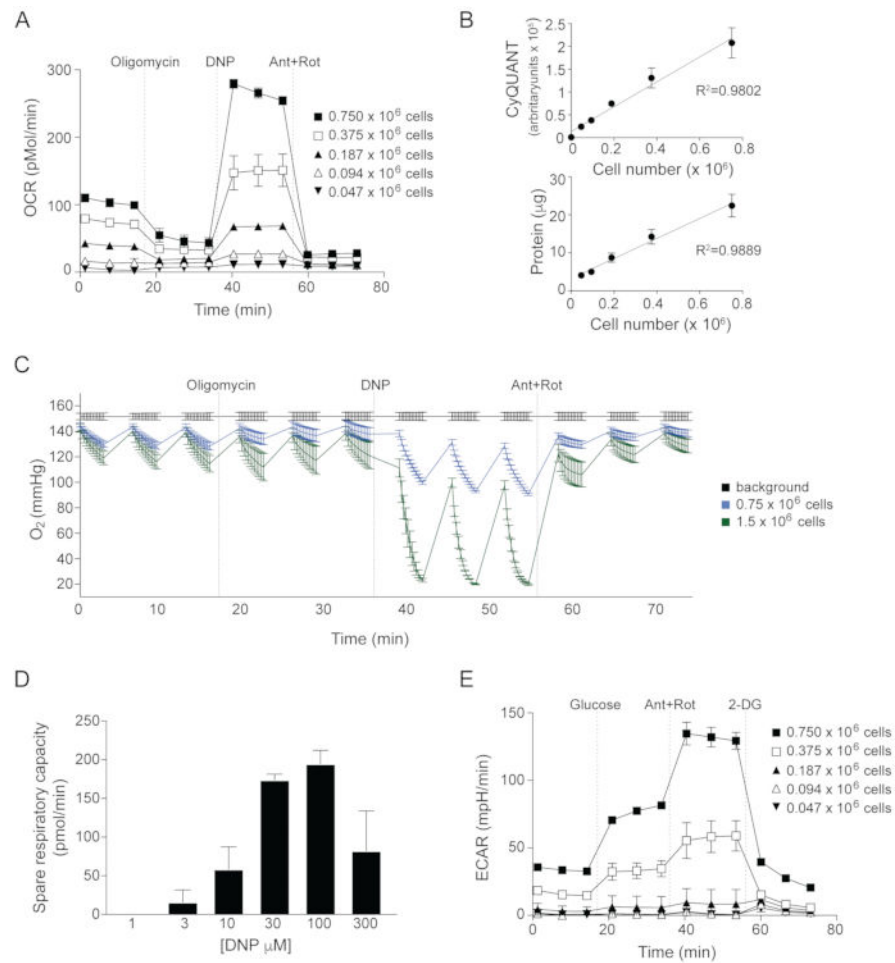 A
Oligomycin DNP Ant+Rot
300
200
100
0
OCR (pMol/min)
0 20 40 60 80
Time (min)
0.750 x 10⁶ cells
0.375 x 10⁶ cells
0.187 x 10⁶ cells
0.094 x 10⁶ cells
0.047 x 10⁶ cells
B
CyQUANT
(arbritaryunits x 10⁵)
2.5
2
1.5
1
0.5
0
R²=0.9802
0 0.2 0.4 0.6 0.8
Cell number (x 10⁶)
Protein (µg)
30
20
10
0
R²=0.9889
0 0.2 0.4 0.6 0.8
Cell number (x 10⁶)
C
Oligomycin DNP Ant+Rot
160
140
120
100
80
60
40
20
O₂ (mmHg)
0 10 20 30 40 50 60 70
Time (min)
background
0.75 x 10⁶ cells
1.5 x 10⁶ cells
D
Spare respiratory capacity
(pmol/min)
250
200
150
100
50
0
1 3 10 30 100 300
[DNP µM]
E
Glucose Ant+Rot 2-DG
150
100
50
0
ECAR (mpH/min)
0 20 40 60 80
Time (min)
0.750 x 10⁶ cells
0.375 x 10⁶ cells
0.187 x 10⁶ cells
0.094 x 10⁶ cells
0.047 x 10⁶ cells